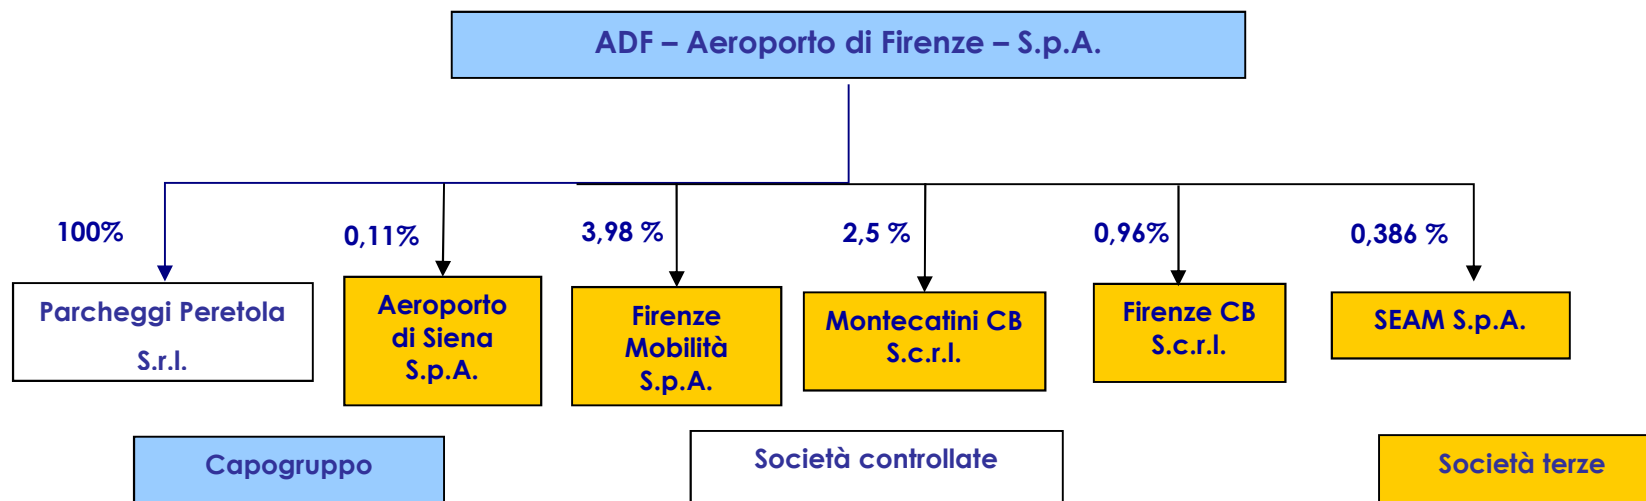 ADF – Aeroporto di Firenze – S.p.A.
100%
0,11%
3,98 %
2,5 %
0,96%
0,386 %
Parcheggi Peretola
S.r.l.
Aeroporto
di Siena
S.p.A.
Firenze
Mobilità
S.p.A.
Montecatini CB
S.c.r.l.
Firenze CB
S.c.r.l.
SEAM S.p.A.
Capogruppo
Società controllate
Società terze